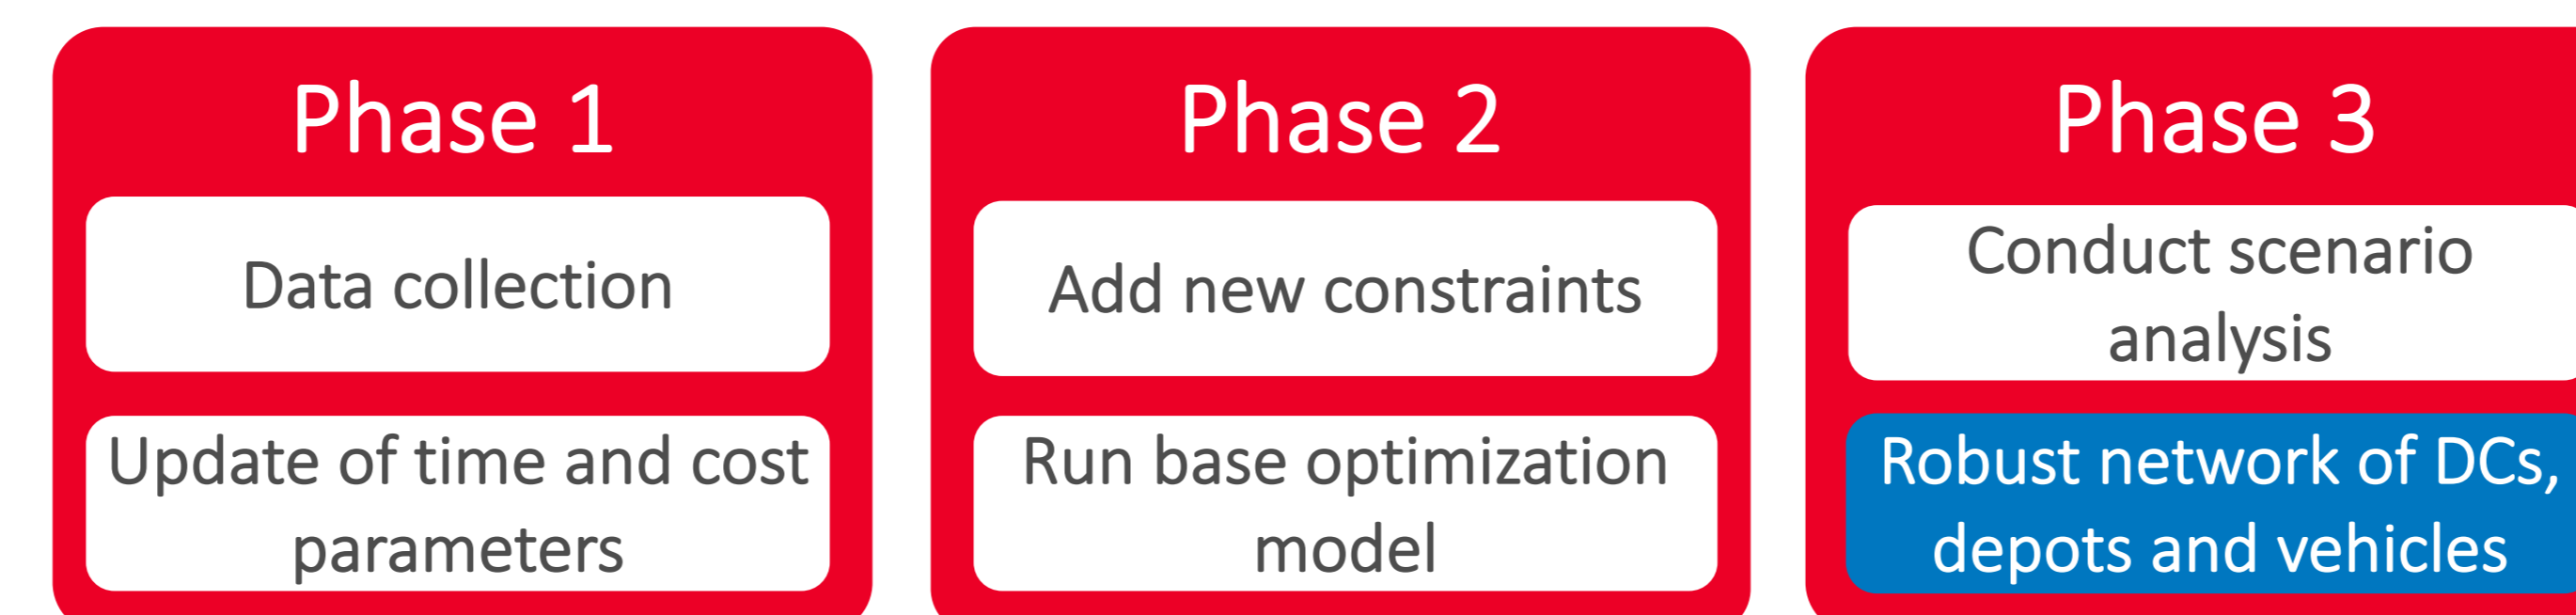 Phase 1
Data collection
Update of time and cost
parameters
Phase 2
Add new constraints
Run base optimization
model
Phase 3
Conduct scenario
analysis
Robust network of DCs,
depots and vehicles